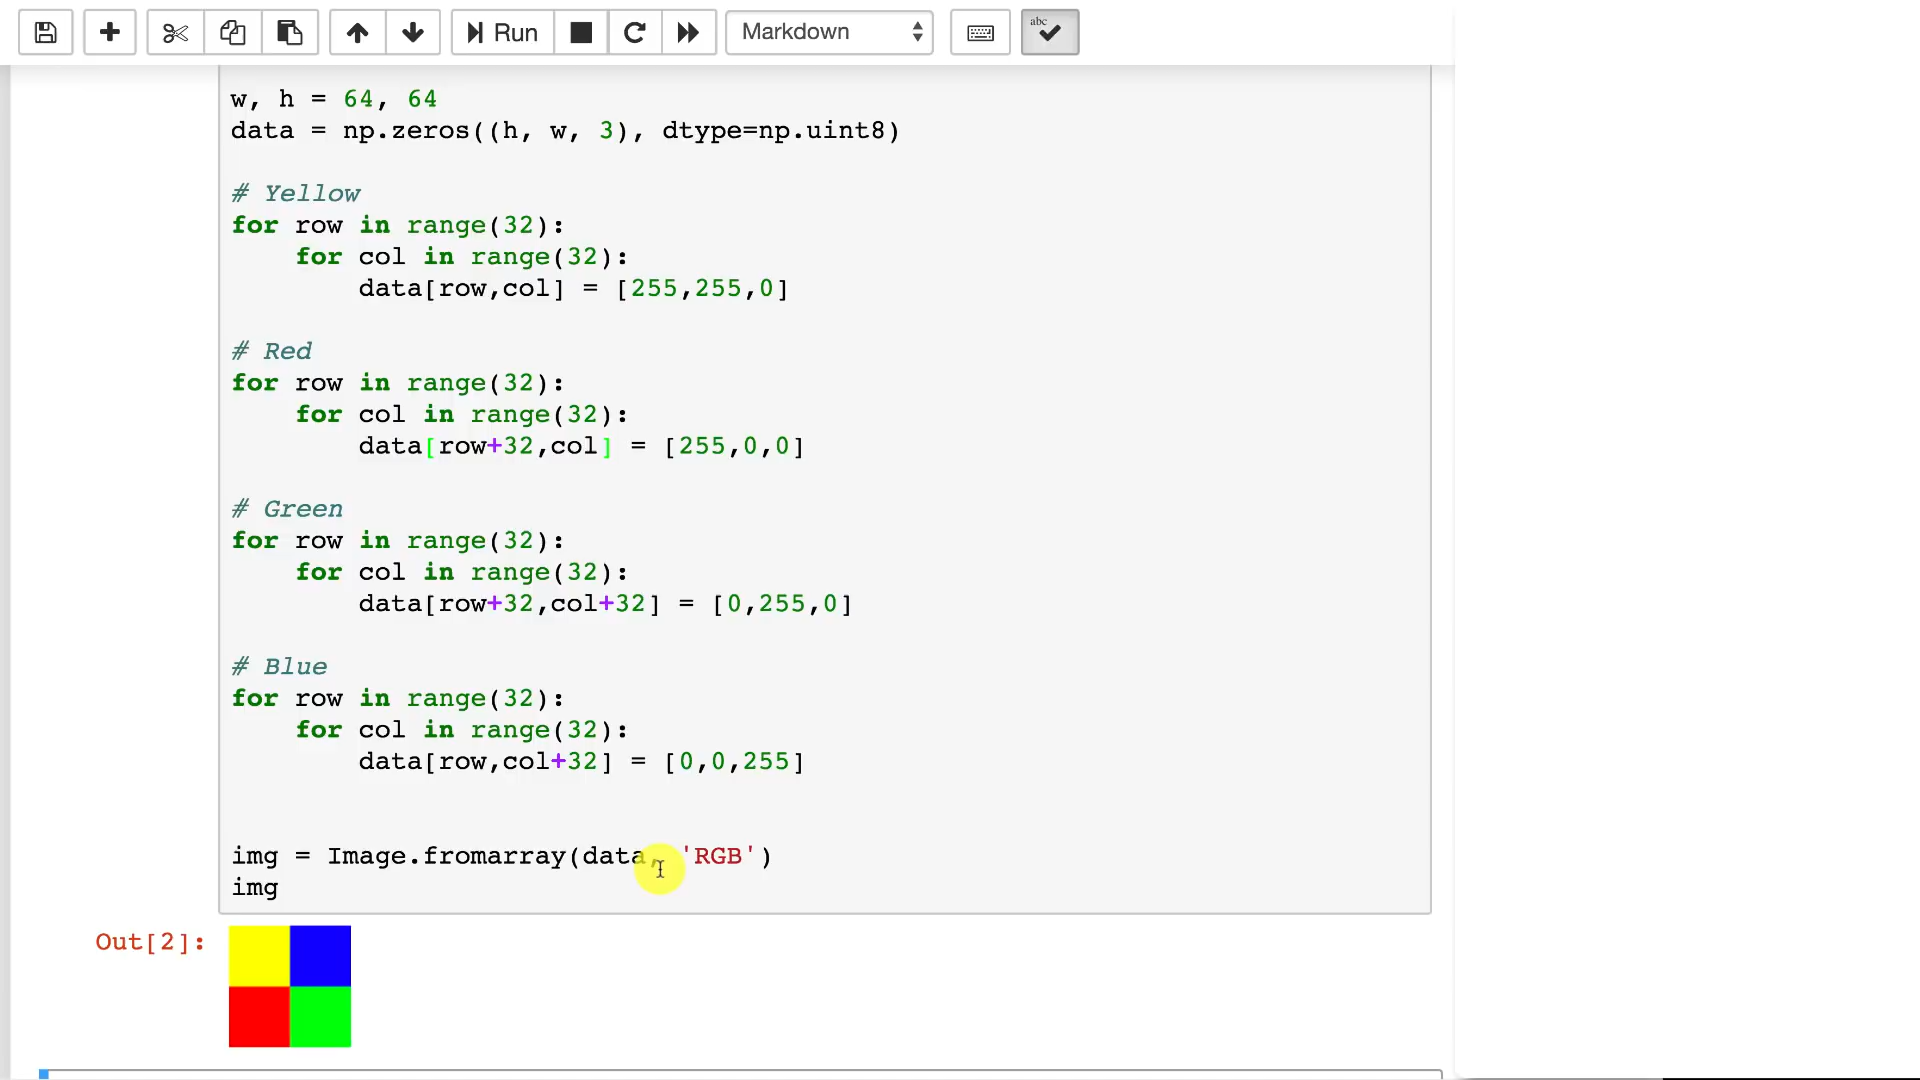 Run
Markdown
abc
w, h = 64, 64
data = np.zeros((h, w, 3), dtype=np.uint8)
# Yellow
for row in range(32):
    for col in range(32):
        data[row,col] = [255,255,0]
# Red
for row in range(32):
    for col in range(32):
        data[row+32,col] = [255,0,0]
# Green
for row in range(32):
    for col in range(32):
        data[row+32,col+32] = [0,255,0]
# Blue
for row in range(32):
    for col in range(32):
        data[row,col+32] = [0,0,255]
img = Image.fromarray(data, 'RGB')
img
Out[2]: